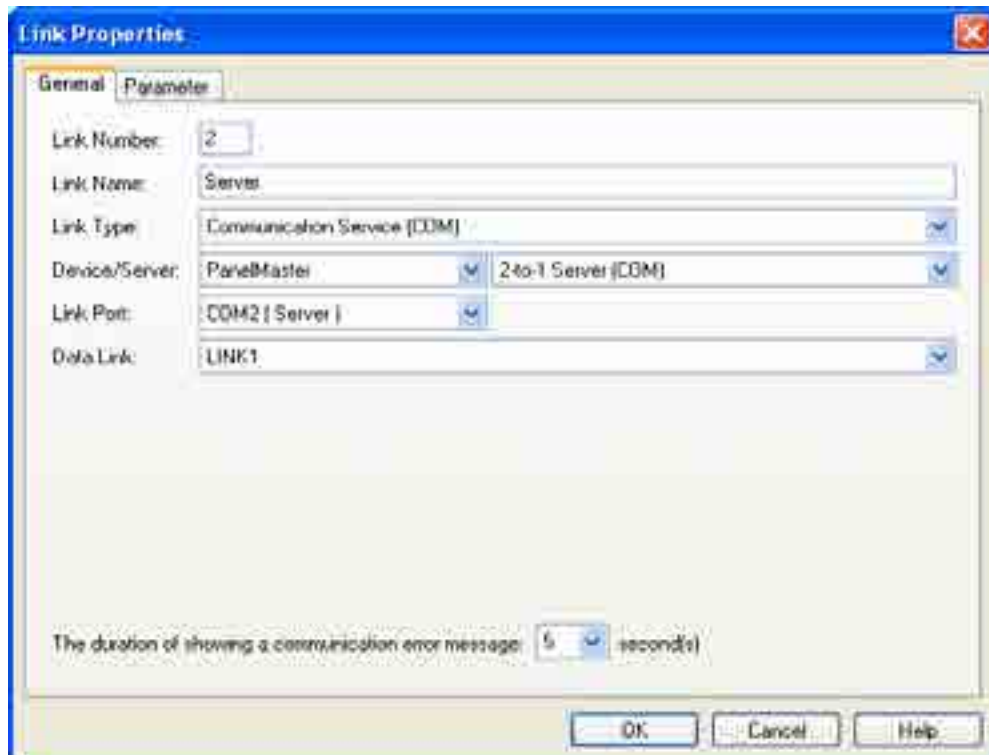 Link Properties
General Parameter
Link Number: 2
Link Name: Server
Link Type: Communication Service (COM)
Device/Server: PanelMaster 2-to-1 Server (COM)
Link Port: COM2 ( Server )
Data Link: LINK1
The duration of showing a communication error message: 5 second(s)
OK Cancel Help